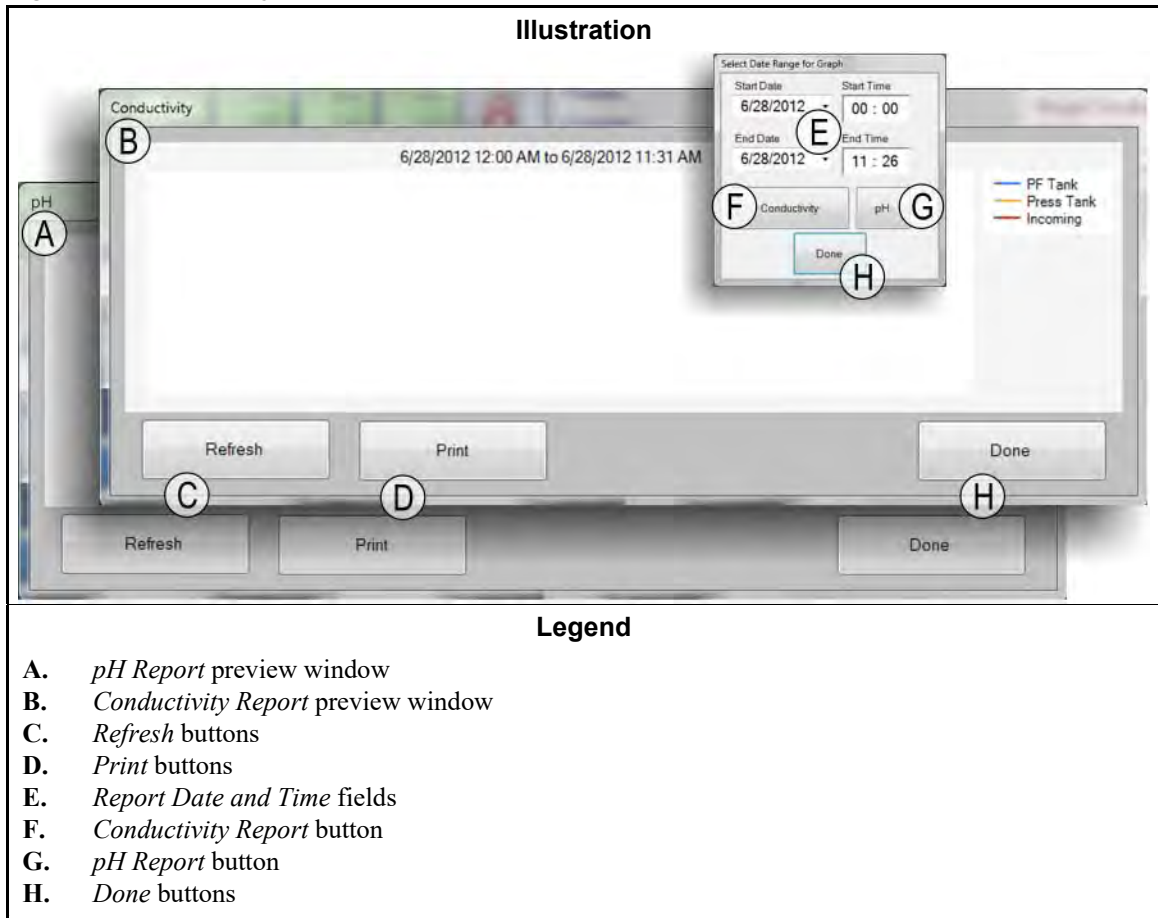 Illustration
Select Date Range for Graph
Start Date Start Time
6/28/2012 00 : 00
E
End Date End Time
6/28/2012 11 : 26
F Conductivity pH G
Done
H
Conductivity
B
6/28/2012 12:00 AM to 6/28/2012 11:31 AM
PF Tank
Press Tank
Incoming
pH
A
Refresh Print Done
C D H
Refresh Print Done
Legend
A. pH Report preview window
B. Conductivity Report preview window
C. Refresh buttons
D. Print buttons
E. Report Date and Time fields
F. Conductivity Report button
G. pH Report button
H. Done buttons